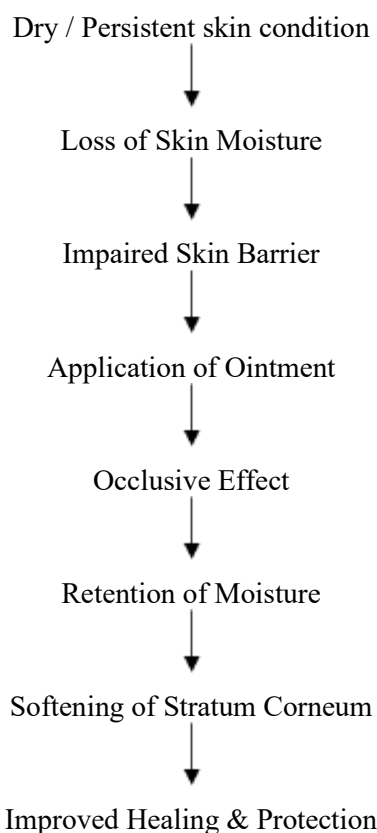 Dry / Persistent skin condition
Loss of Skin Moisture
Impaired Skin Barrier
Application of Ointment
Occlusive Effect
Retention of Moisture
Softening of Stratum Corneum
Improved Healing & Protection